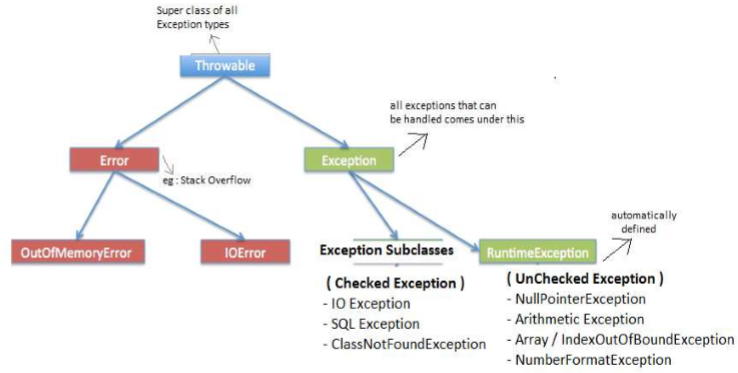 Super class of all
Exception types
Throwable
all exceptions that can
be handled comes under this
Error
Exception
eg : Stack Overflow
automatically
defined
OutOfMemoryError
IOError
Exception Subclasses
RuntimeException
( Checked Exception )
- IO Exception
- SQL Exception
- ClassNotFoundException
( UnChecked Exception )
- NullPointerException
- Arithmetic Exception
- Array / IndexOutOfBoundException
- NumberFormatException